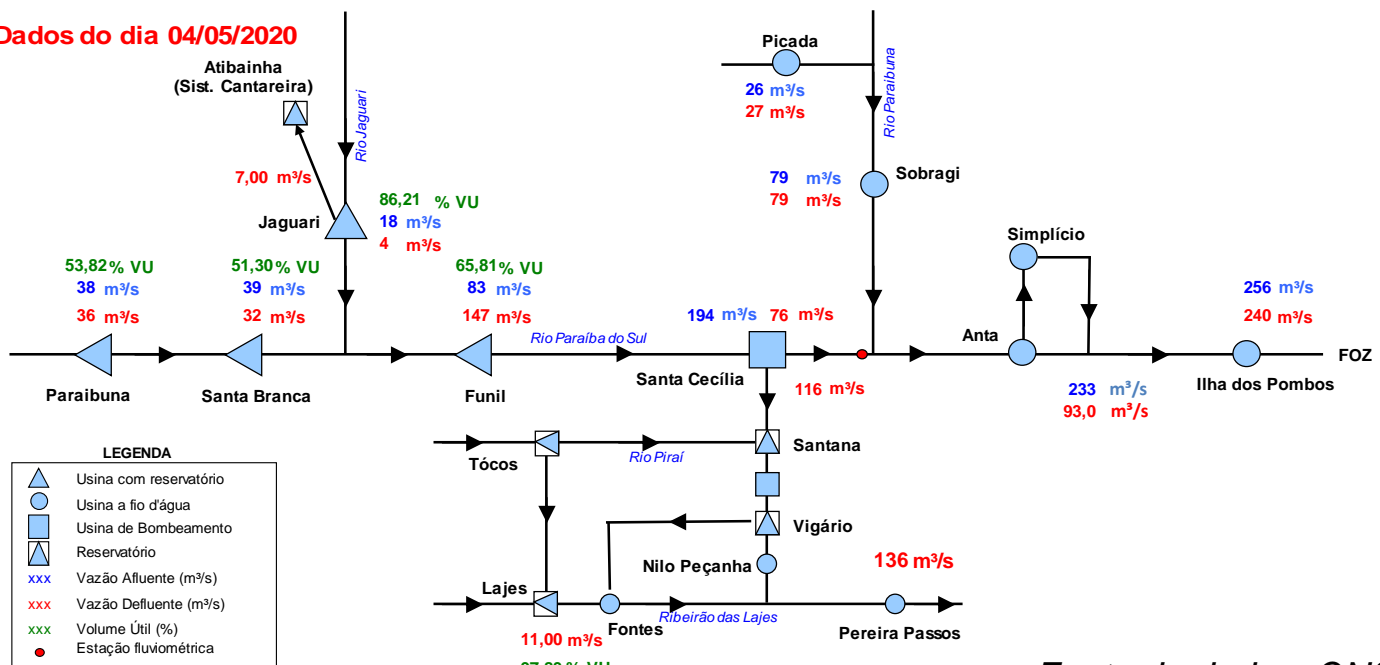 Dados do dia 04/05/2020
Atibainha
(Sist. Cantareira)
Rio Jaguari
7,00 m³/s
Jaguari
86,21 % VU
18 m³/s
4 m³/s
Picada
26 m³/s
27 m³/s
Rio Paraibuna
79 m³/s
79 m³/s
Sobragi
53,82% VU
38 m³/s
36 m³/s
Paraibuna
51,30 % VU
39 m³/s
32 m³/s
Santa Branca
65,81% VU
83 m³/s
147 m³/s
Funil
Rio Paraíba do Sul
194 m³/s 76 m³/s
Santa Cecília
116 m³/s
Simplício
Anta
233 m³/s
93,0 m³/s
256 m³/s
240 m³/s
Ilha dos Pombos
FOZ
Tócos
Rio Piraí
Santana
Vigário
Nilo Peçanha
136 m³/s
Lajes
Fontes
Ribeirão das Lajes
Pereira Passos
11,00 m³/s
LEGENDA
Usina com reservatório
Usina a fio d'água
Usina de Bombeamento
Reservatório
xxx Vazão Afluente (m³/s)
xxx Vazão Defluente (m³/s)
xxx Volume Útil (%)
Estação fluviométrica